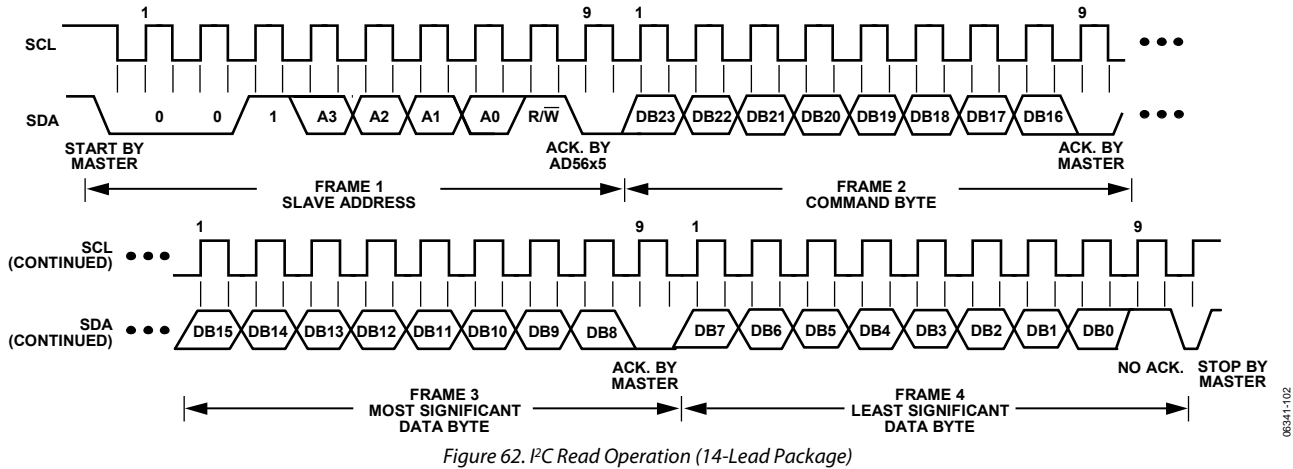 1 9 1 9
SCL
SDA 0 0 1 A3 A2 A1 A0 R/W̅ DB23 DB22 DB21 DB20 DB19 DB18 DB17 DB16
START BY
MASTER
ACK. BY
AD56x5
ACK. BY
MASTER
FRAME 1
SLAVE ADDRESS
FRAME 2
COMMAND BYTE
1 9 1 9
SCL
(CONTINUED)
SDA
(CONTINUED)
DB15 DB14 DB13 DB12 DB11 DB10 DB9 DB8 DB7 DB6 DB5 DB4 DB3 DB2 DB1 DB0
ACK. BY
MASTER
NO ACK.
STOP BY
MASTER
FRAME 3
MOST SIGNIFICANT
DATA BYTE
FRAME 4
LEAST SIGNIFICANT
DATA BYTE
06341-102
Figure 62. I²C Read Operation (14-Lead Package)